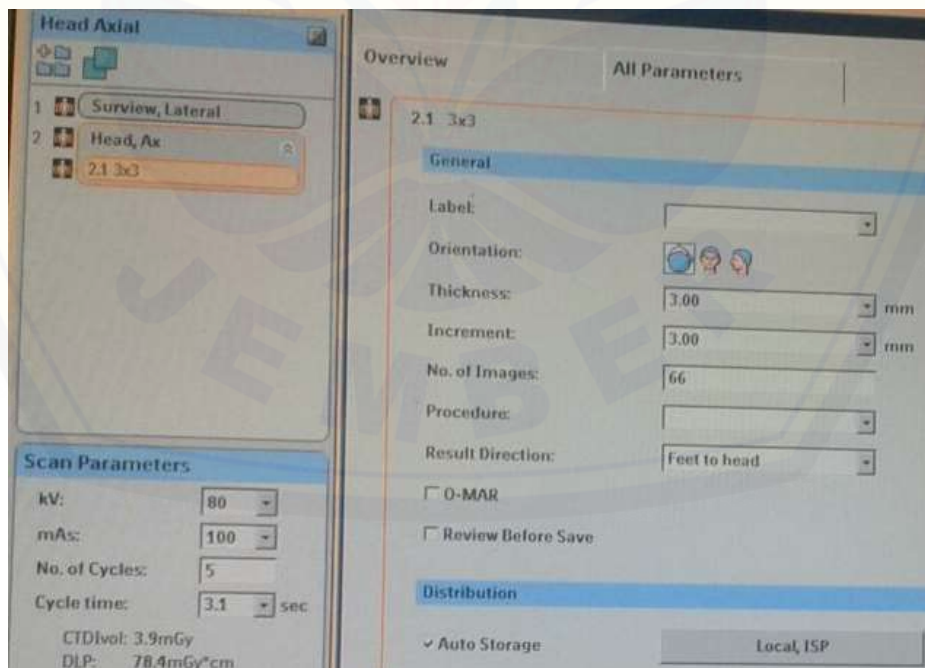 Head Axial
1 Surview, Lateral
2 Head, Ax
2.1 3x3
Scan Parameters
kV: 80
mAs: 100
No. of Cycles: 5
Cycle time: 3.1 sec
CTDIvol: 3.9mGy
DLP: 78.4mGy*cm
Overview All Parameters
2.1 3x3
General
Label:
Orientation:
Thickness: 3.00 mm
Increment: 3.00 mm
No. of Images: 66
Procedure:
Result Direction: Feet to head
O-MAR
Review Before Save
Distribution
Auto Storage Local, ISP
JEMBER